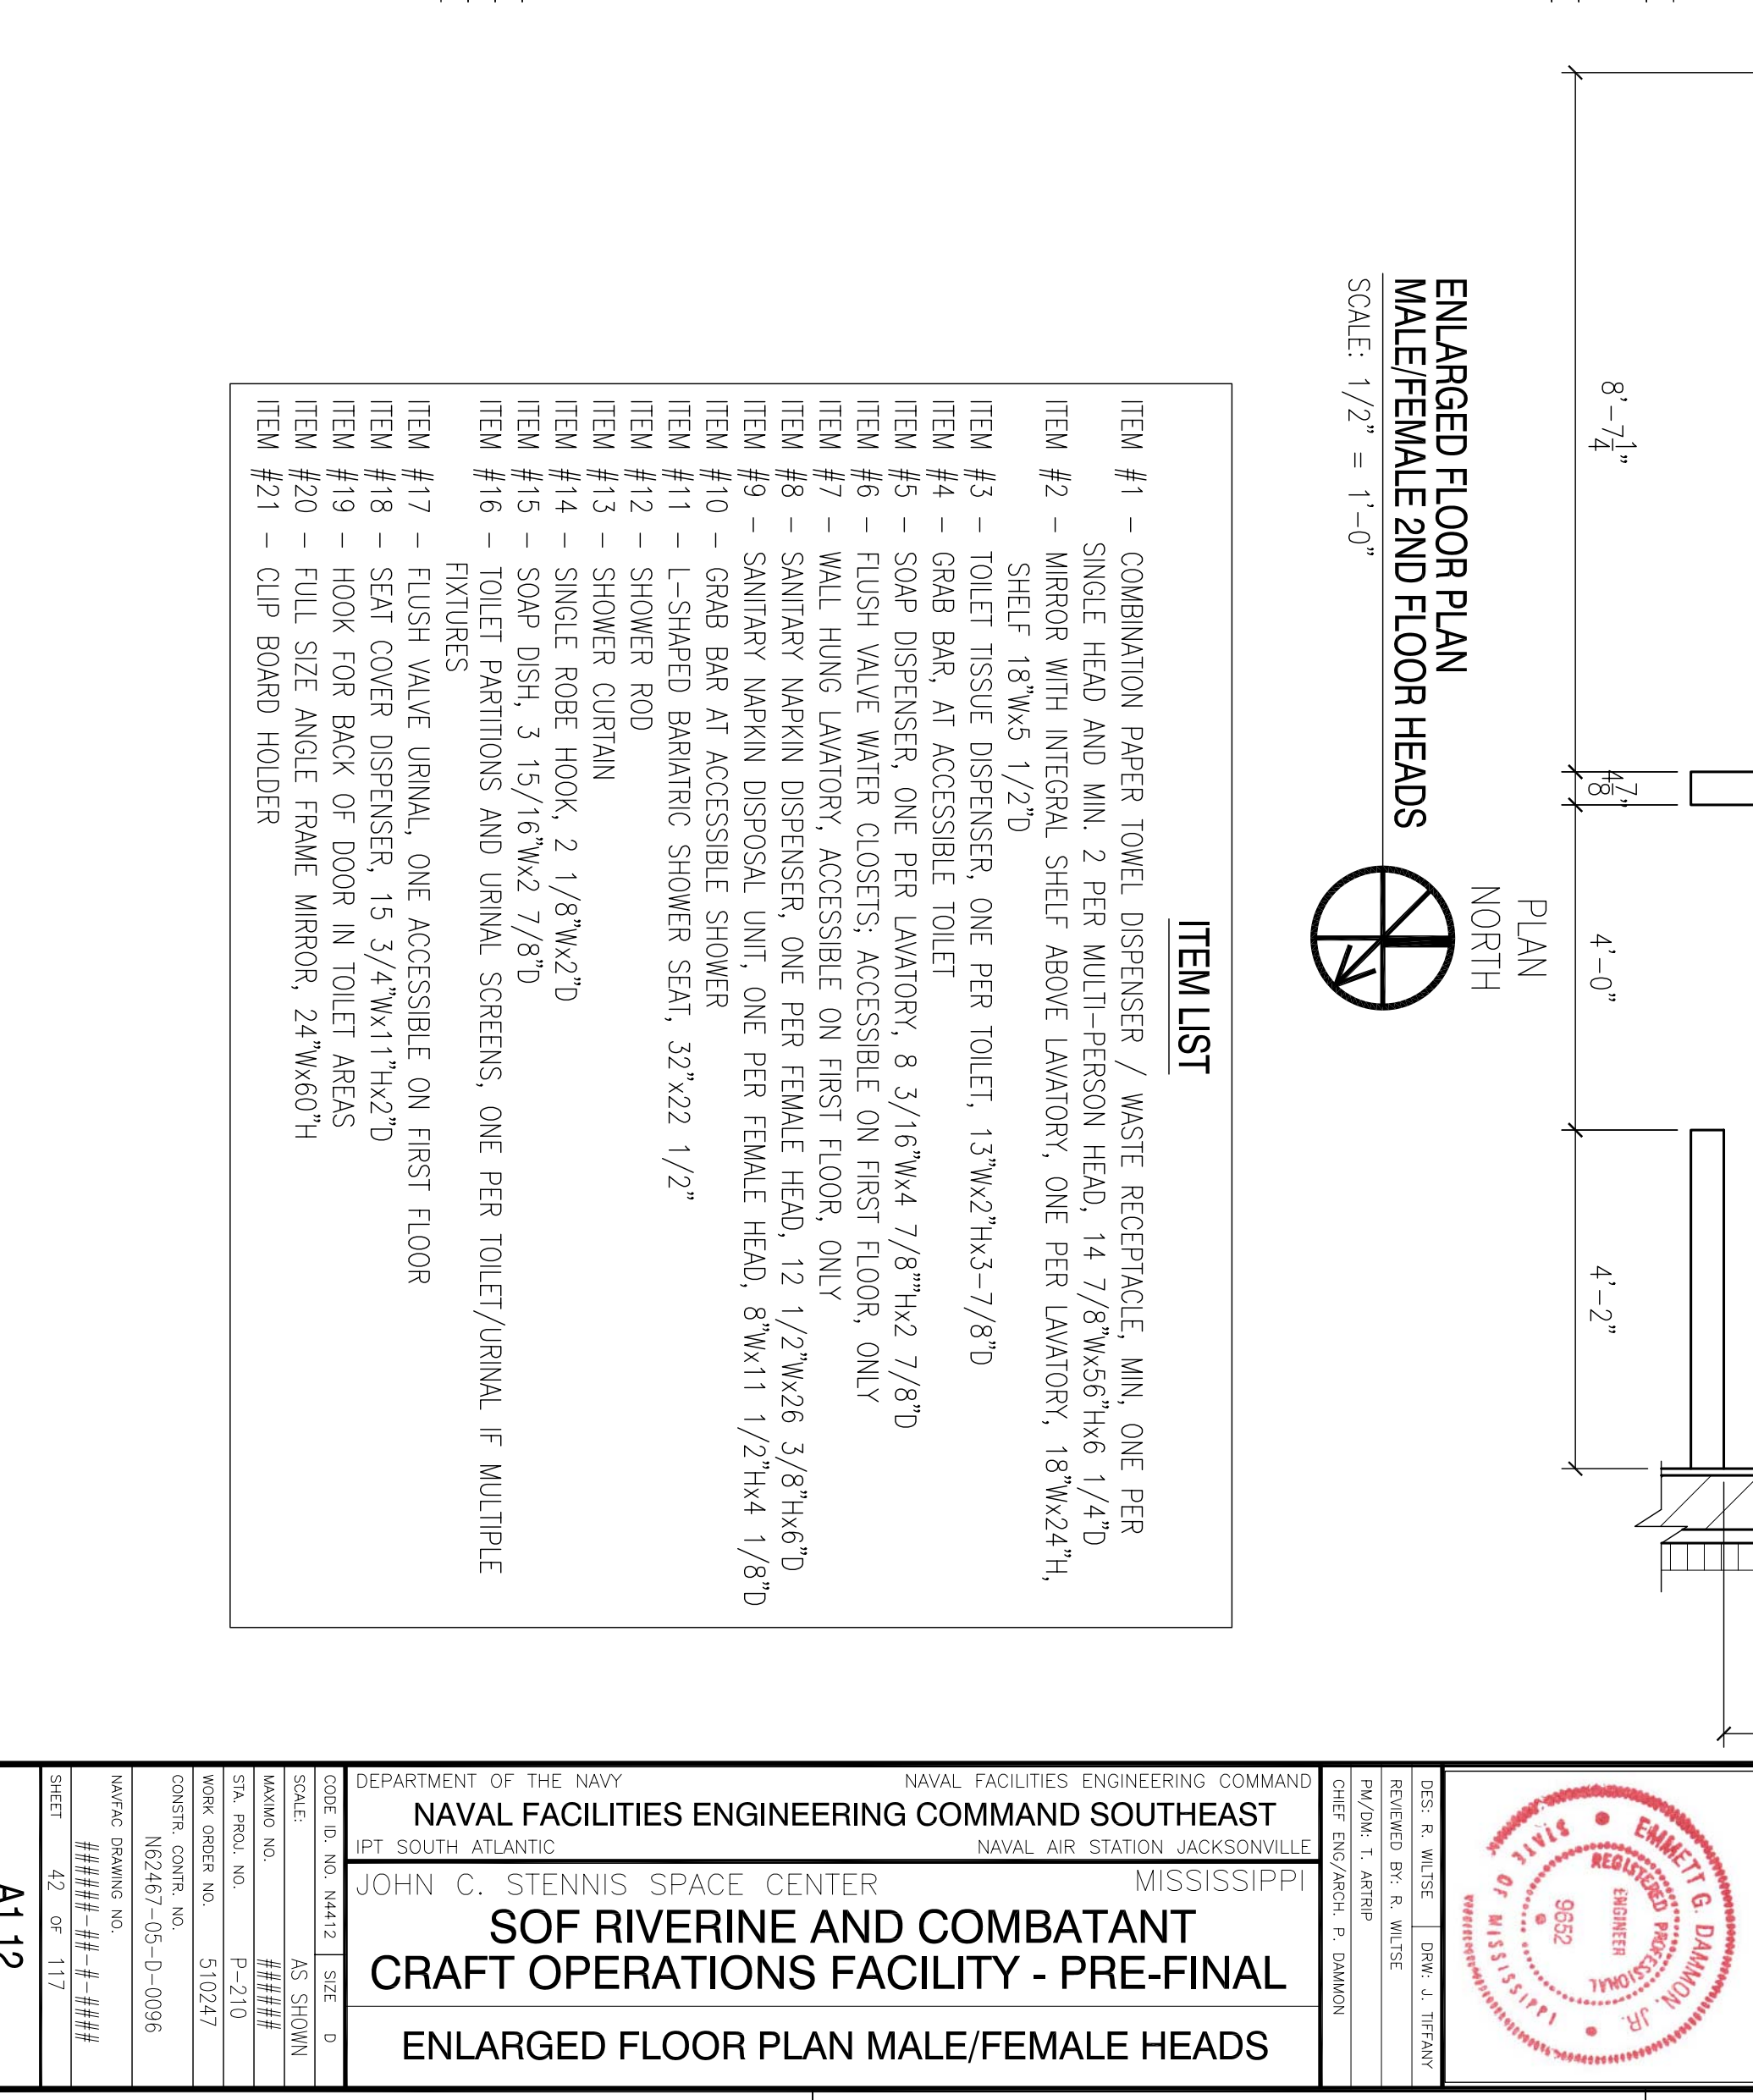 8'-7 1/4"
4 7/8"
4'-0"
4'-2"
ENLARGED FLOOR PLAN
MALE/FEMALE 2ND FLOOR HEADS
SCALE: 1/2" = 1'-0"
PLAN
NORTH
ITEM LIST
ITEM #1 - COMBINATION PAPER TOWEL DISPENSER / WASTE RECEPTACLE, MIN, ONE PER
SINGLE HEAD AND MIN. 2 PER MULTI-PERSON HEAD, 14 7/8"Wx56"Hx6 1/4"D
ITEM #2 - MIRROR WITH INTEGRAL SHELF ABOVE LAVATORY, ONE PER LAVATORY, 18"Wx24"H,
SHELF 18"Wx5 1/2"D
ITEM #3 - TOILET TISSUE DISPENSER, ONE PER TOILET, 13"Wx2"Hx3-7/8"D
ITEM #4 - GRAB BAR, AT ACCESSIBLE TOILET
ITEM #5 - SOAP DISPENSER, ONE PER LAVATORY, 8 3/16"Wx4 7/8""Hx2 7/8"D
ITEM #6 - FLUSH VALVE WATER CLOSETS; ACCESSIBLE ON FIRST FLOOR, ONLY
ITEM #7 - WALL HUNG LAVATORY, ACCESSIBLE ON FIRST FLOOR, ONLY
ITEM #8 - SANITARY NAPKIN DISPENSER, ONE PER FEMALE HEAD, 12 1/2"Wx26 3/8"Hx6"D
ITEM #9 - SANITARY NAPKIN DISPOSAL UNIT, ONE PER FEMALE HEAD, 8"Wx11 1/2"Hx4 1/8"D
ITEM #10 - GRAB BAR AT ACCESSIBLE SHOWER
ITEM #11 - L-SHAPED BARIATRIC SHOWER SEAT, 32"x22 1/2"
ITEM #12 - SHOWER ROD
ITEM #13 - SHOWER CURTAIN
ITEM #14 - SINGLE ROBE HOOK, 2 1/8"Wx2"D
ITEM #15 - SOAP DISH, 3 15/16"Wx2 7/8"D
ITEM #16 - TOILET PARTITIONS AND URINAL SCREENS, ONE PER TOILET/URINAL IF MULTIPLE
FIXTURES
ITEM #17 - FLUSH VALVE URINAL, ONE ACCESSIBLE ON FIRST FLOOR
ITEM #18 - SEAT COVER DISPENSER, 15 3/4"Wx11"Hx2"D
ITEM #19 - HOOK FOR BACK OF DOOR IN TOILET AREAS
ITEM #20 - FULL SIZE ANGLE FRAME MIRROR, 24"Wx60"H
ITEM #21 - CLIP BOARD HOLDER
EMMETT G. DAMMON, JR.
REGISTERED PROFESSIONAL
ENGINEER
9652
STATE OF MISSISSIPPI
DES: R. WILTSE DRW: J. TIFFANY
REVIEWED BY: R. WILTSE
PM/DM: T. ARTRIP
CHIEF ENG/ARCH. P. DAMMON
DEPARTMENT OF THE NAVY NAVAL FACILITIES ENGINEERING COMMAND
NAVAL FACILITIES ENGINEERING COMMAND SOUTHEAST
IPT SOUTH ATLANTIC NAVAL AIR STATION JACKSONVILLE
JOHN C. STENNIS SPACE CENTER MISSISSIPPI
SOF RIVERINE AND COMBATANT
CRAFT OPERATIONS FACILITY - PRE-FINAL
ENLARGED FLOOR PLAN MALE/FEMALE HEADS
CODE ID. NO. N4412 SIZE D
SCALE: AS SHOWN
MAXIMO NO. ######
STA. PROJ. NO. P-210
WORK ORDER NO. 510247
CONSTR. CONTR. NO.
N62467-05-D-0096
NAVFAC DRAWING NO.
#####-##-#-####
SHEET 42 OF 117
A1.12